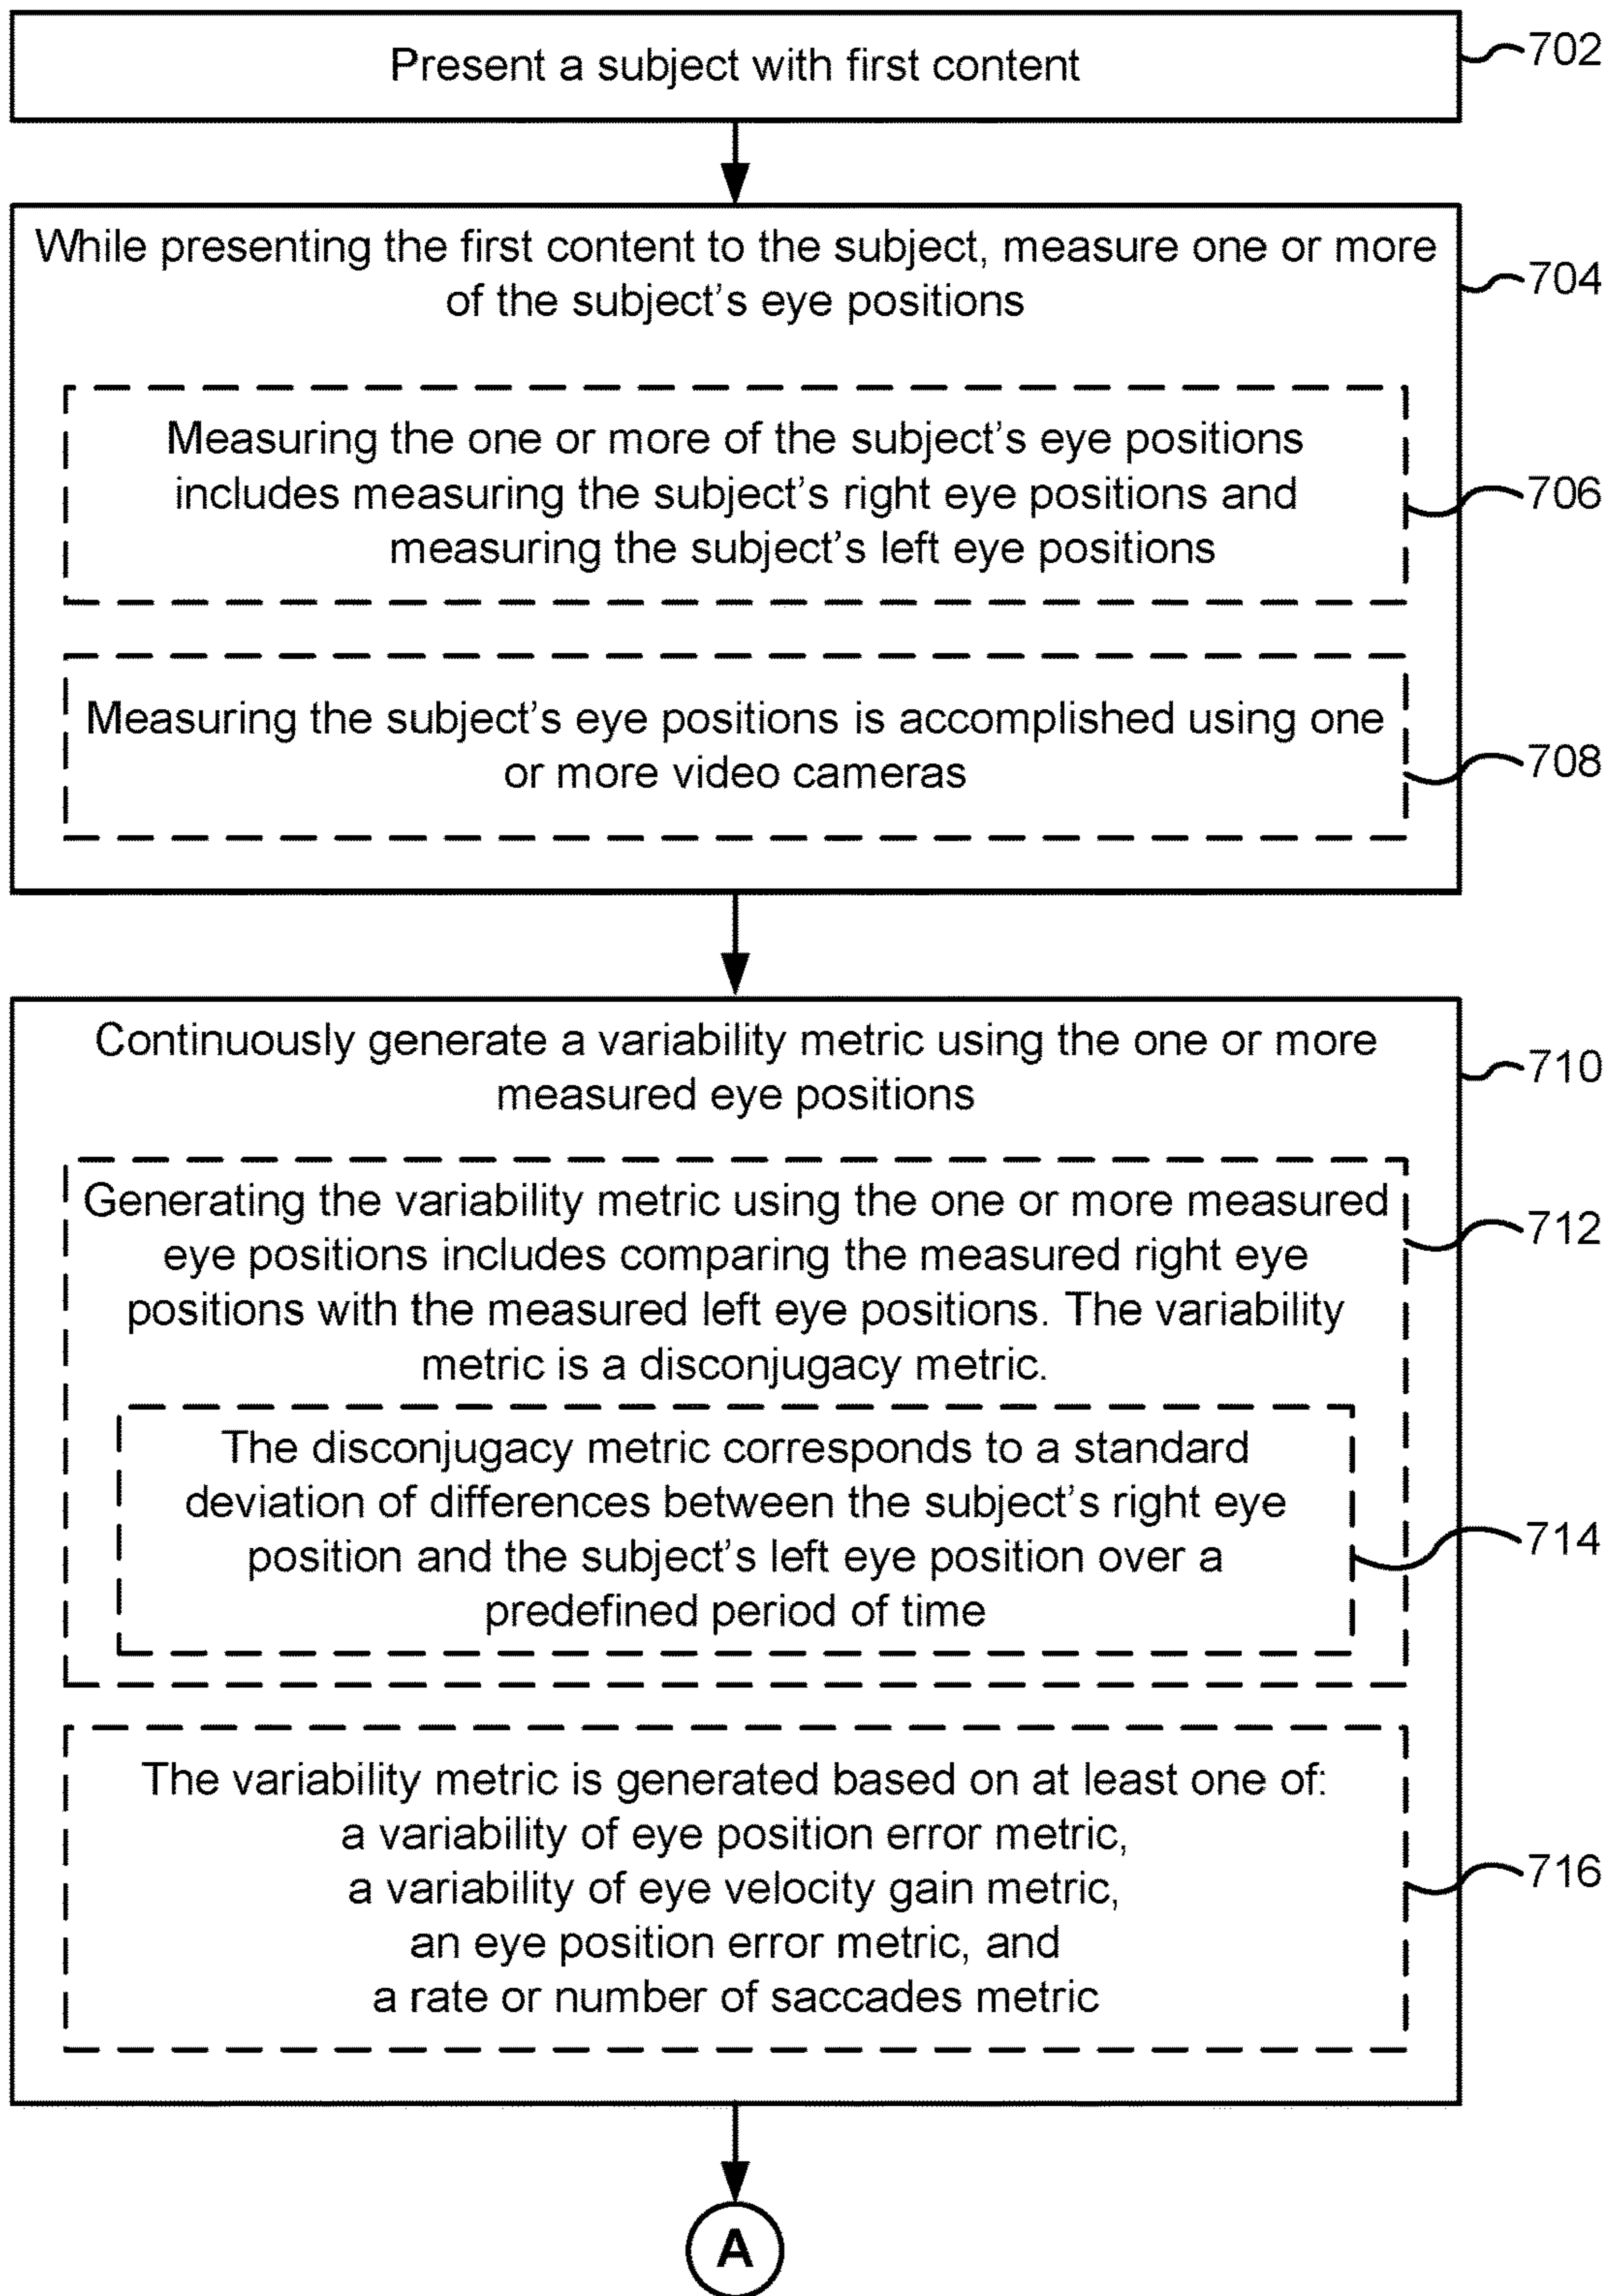 Present a subject with first content
702
While presenting the first content to the subject, measure one or more
of the subject's eye positions
704
Measuring the one or more of the subject's eye positions
includes measuring the subject's right eye positions and
measuring the subject's left eye positions
706
Measuring the subject's eye positions is accomplished using one
or more video cameras
708
Continuously generate a variability metric using the one or more
measured eye positions
710
Generating the variability metric using the one or more measured
eye positions includes comparing the measured right eye
positions with the measured left eye positions. The variability
metric is a disconjugacy metric.
712
The disconjugacy metric corresponds to a standard
deviation of differences between the subject's right eye
position and the subject's left eye position over a
predefined period of time
714
The variability metric is generated based on at least one of:
a variability of eye position error metric,
a variability of eye velocity gain metric,
an eye position error metric, and
a rate or number of saccades metric
716
A